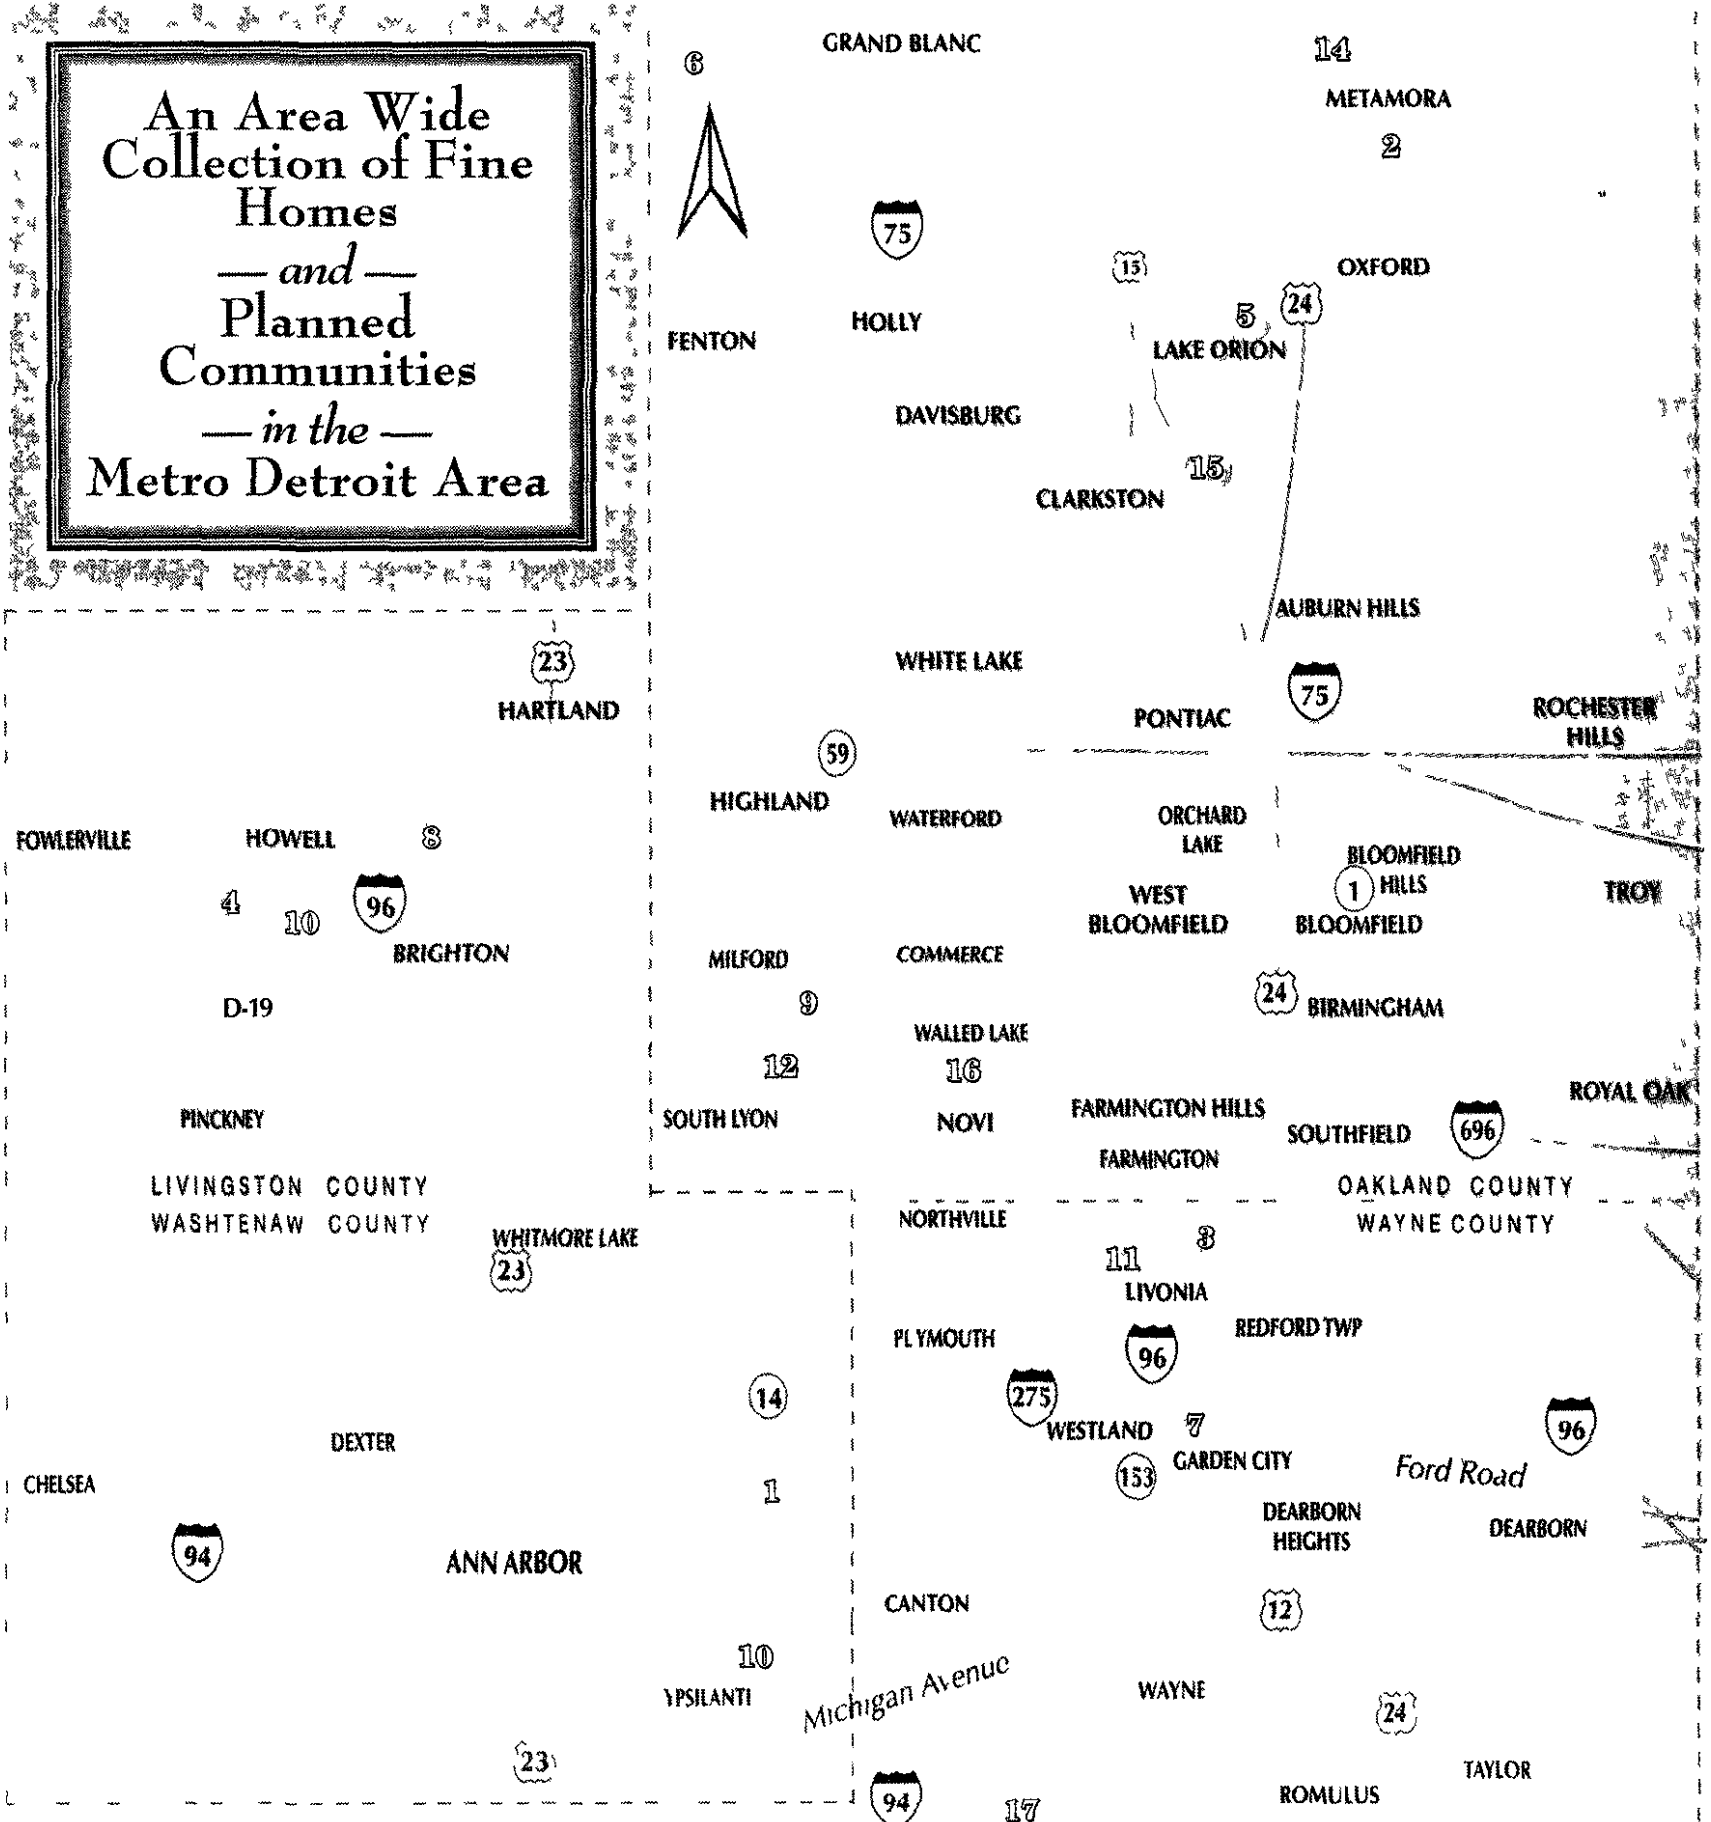 An Area Wide
Collection of Fine
Homes
— and —
Planned
Communities
— in the —
Metro Detroit Area
6
GRAND BLANC
14
METAMORA
2
75
15
OXFORD
24
5
HOLLY
FENTON
LAKE ORION
DAVISBURG
15
CLARKSTON
AUBURN HILLS
23
WHITE LAKE
75
HARTLAND
PONTIAC
ROCHESTER
HILLS
59
HIGHLAND
WATERFORD
ORCHARD
LAKE
FOWLERVILLE
HOWELL
8
BLOOMFIELD
HILLS
1
TROY
4
10
96
WEST
BLOOMFIELD
BLOOMFIELD
BRIGHTON
MILFORD
COMMERCE
D-19
9
24
BIRMINGHAM
WALLED LAKE
12
16
ROYAL OAK
PINCKNEY
SOUTH LYON
NOVI
FARMINGTON HILLS
SOUTHFIELD
696
FARMINGTON
LIVINGSTON COUNTY
WASHTENAW COUNTY
OAKLAND COUNTY
WAYNE COUNTY
NORTHVILLE
WHITMORE LAKE
23
3
11
LIVONIA
PLYMOUTH
REDFORD TWP
96
14
275
WESTLAND
7
96
DEXTER
GARDEN CITY
153
Ford Road
CHELSEA
1
DEARBORN
HEIGHTS
DEARBORN
94
ANN ARBOR
CANTON
12
10
YPSILANTI
Michigan Avenue
WAYNE
24
23
TAYLOR
94
17
ROMULUS